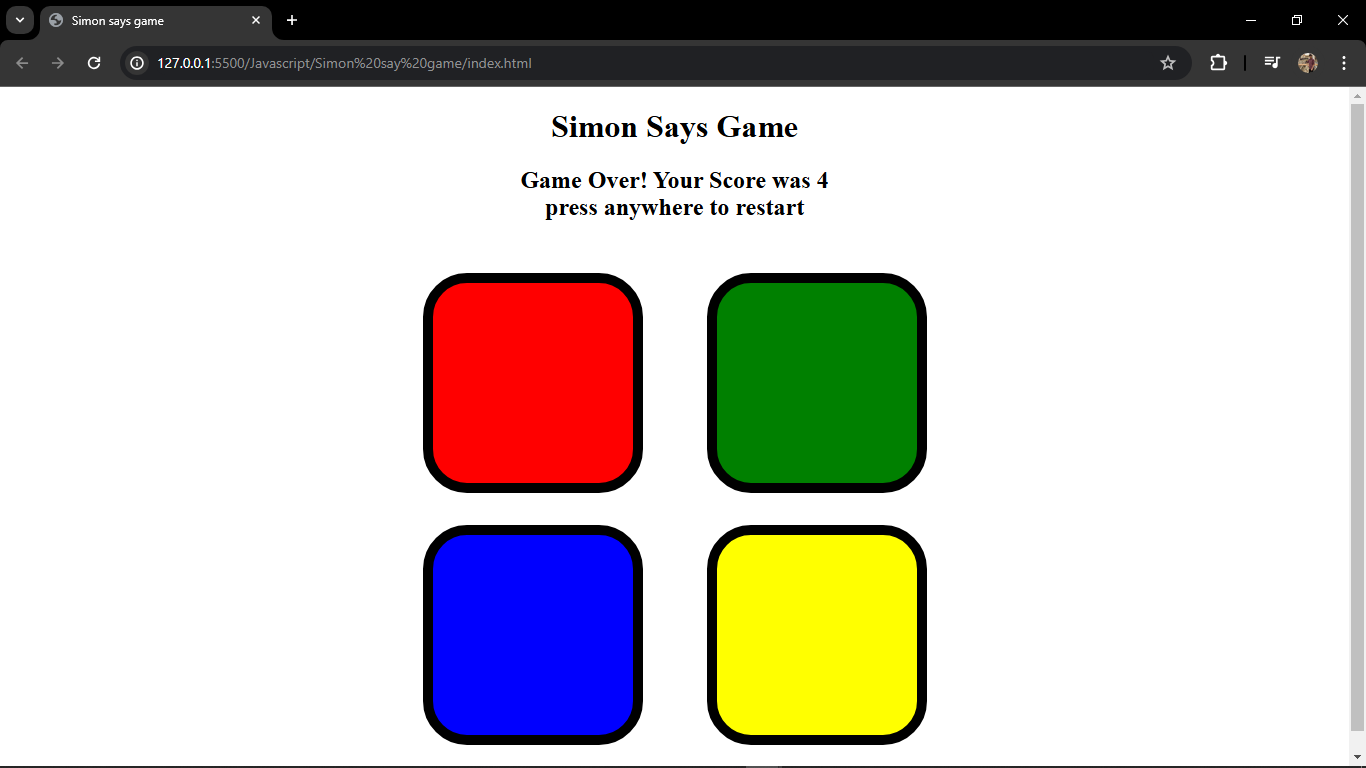 Simon says game
127.0.0.1:5500/Javascript/Simon%20say%20game/index.html
Simon Says Game
Game Over! Your Score was 4
press anywhere to restart